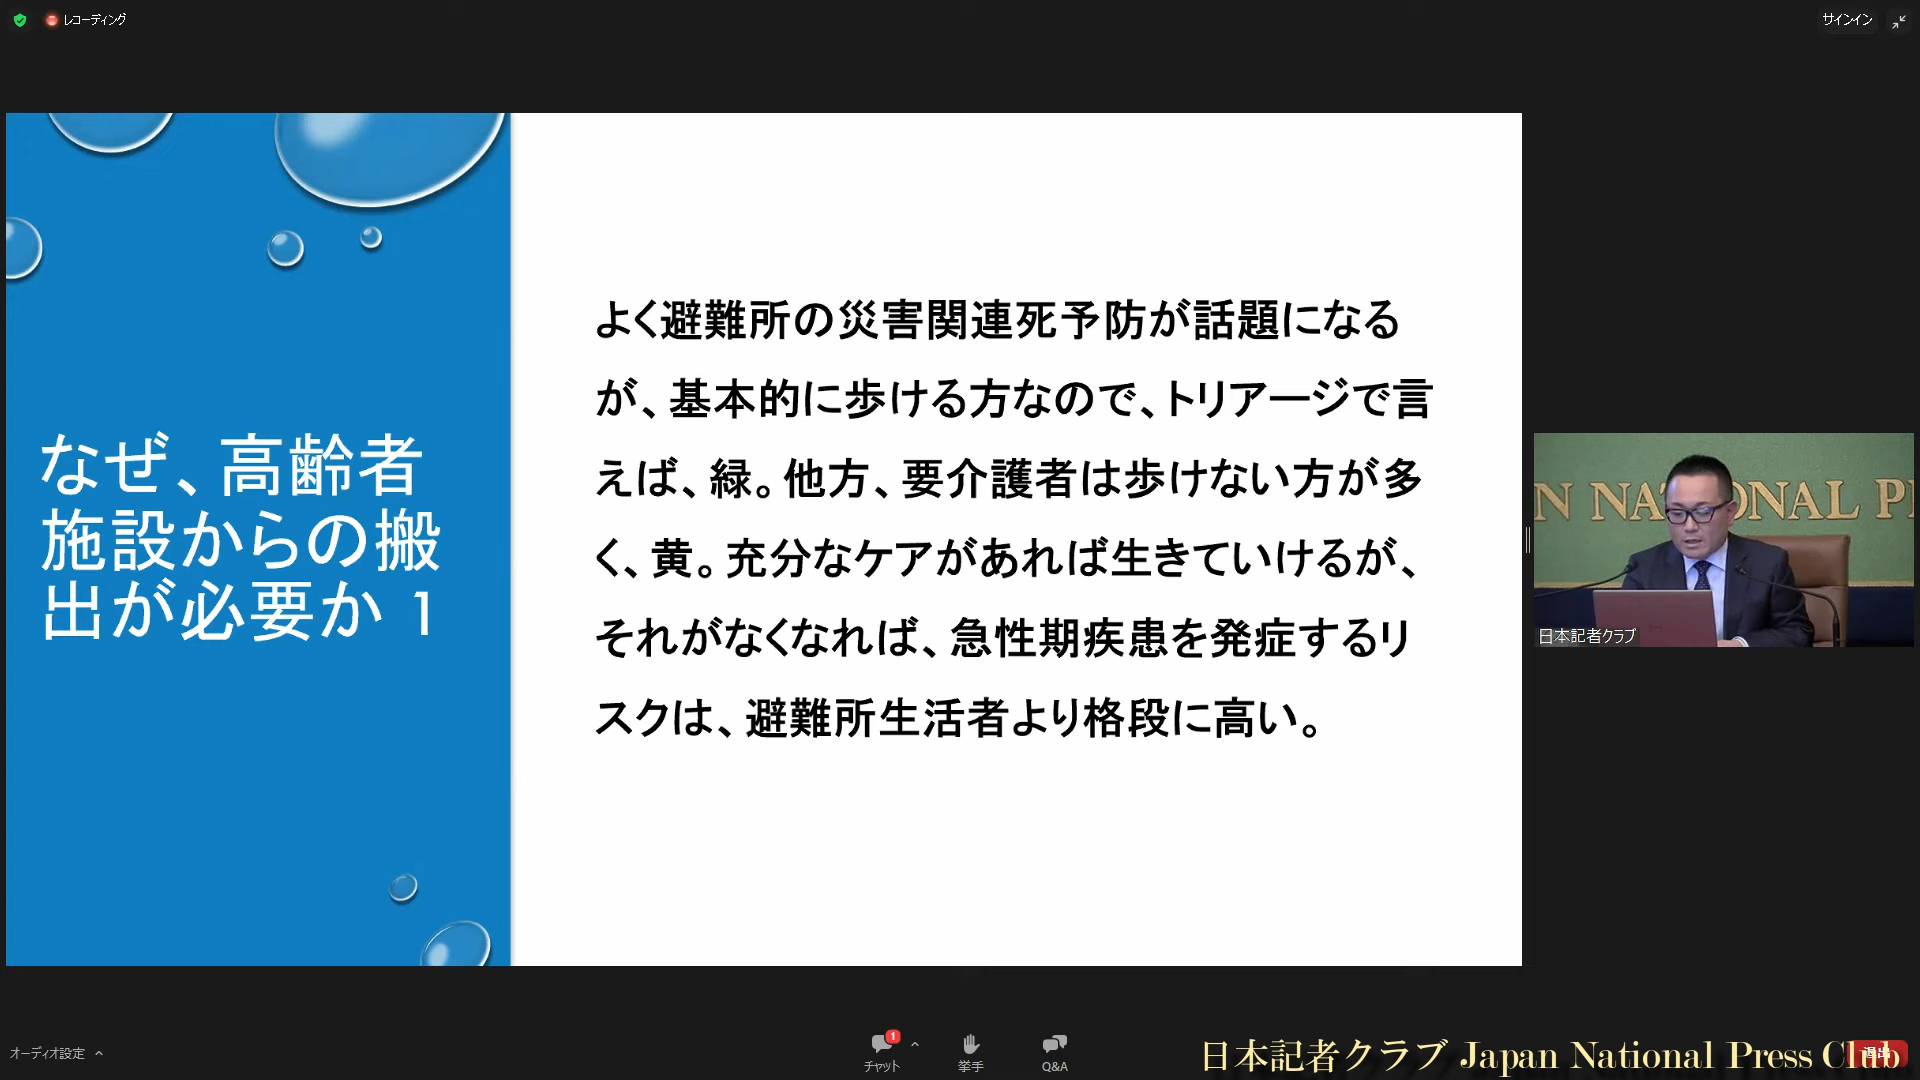 レコーディング
サインイン
なぜ、高齢者
施設からの搬
出が必要か 1
よく避難所の災害関連死予防が話題になる
が、基本的に歩ける方なので、トリアージで言
えば、緑。他方、要介護者は歩けない方が多
く、黄。充分なケアがあれば生きていけるが、
それがなくなれば、急性期疾患を発症するリ
スクは、避難所生活者より格段に高い。
N NATIONAL P
日本記者クラブ
オーディオ設定
1
チャット
挙手
Q&A
日本記者クラブ Japan National Press Club
退出